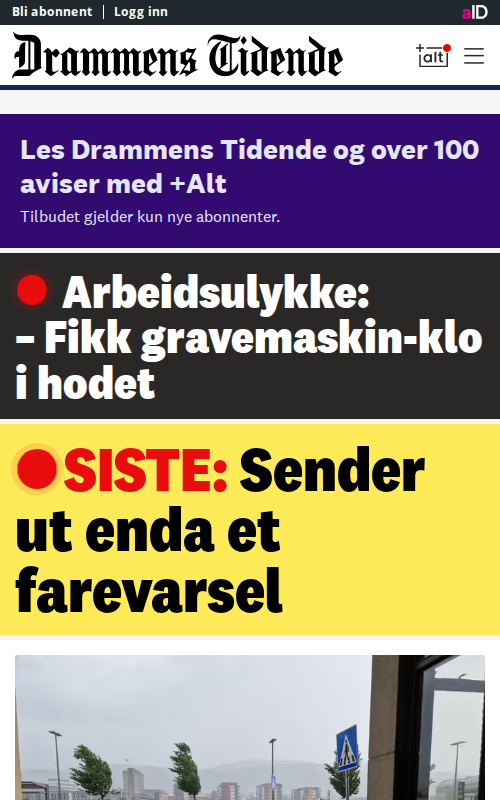 Bli abonnent | Logg inn
aID
Drammens Tidende
+alt
Les Drammens Tidende og over 100
aviser med +Alt
Tilbudet gjelder kun nye abonnenter.
Arbeidsulykke:
– Fikk gravemaskin-klo
i hodet
SISTE: Sender
ut enda et
farevarsel